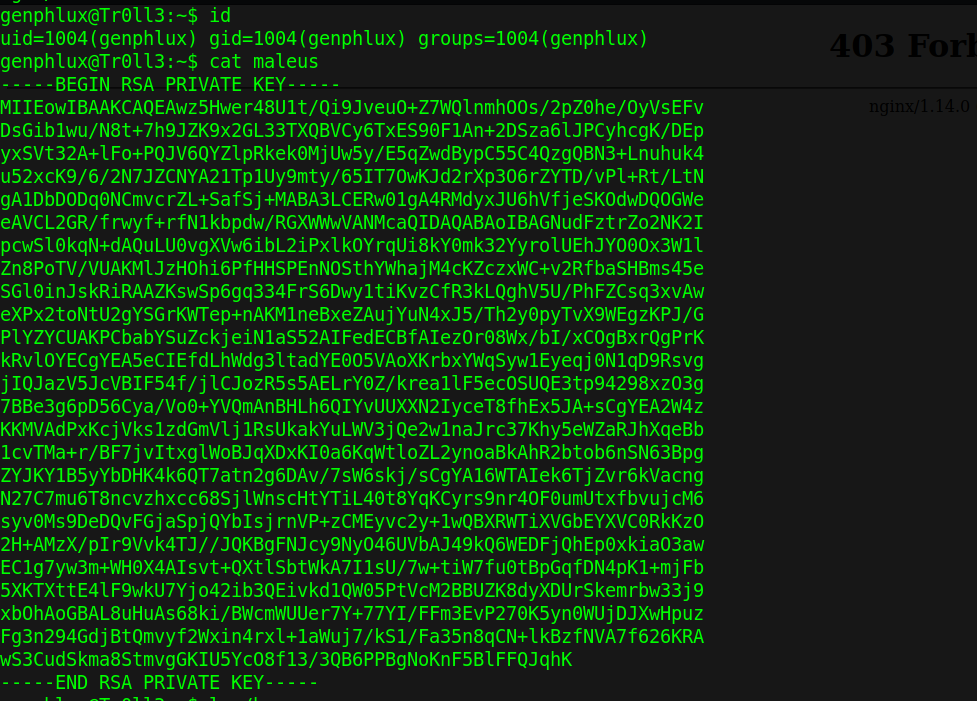 genphlux@Tr0ll3:~$ id
uid=1004(genphlux) gid=1004(genphlux) groups=1004(genphlux)
403 Forb
genphlux@Tr0ll3:~$ cat maleus
-----BEGIN RSA PRIVATE KEY-----
MIIEowIBAAKCAQEAwz5Hwer48U1t/Qi9JveuO+Z7WQlnmhOOs/2pZ0he/OyVsEFv
nginx/1.14.0
DsGib1wu/N8t+7h9JZK9x2GL33TXQBVCy6TxES90F1An+2DSza6lJPCyhcgK/DEp
yxSVt32A+lFo+PQJV6QYZlpRkek0MjUw5y/E5qZwdBypC55C4QzgQBN3+Lnuhuk4
u52xcK9/6/2N7JZCNYA21Tp1Uy9mty/65IT7OwKJd2rXp3O6rZYTD/vPl+Rt/LtN
gA1DbDODq0NCmvcrZL+SafSj+MABA3LCERw01gA4RMdyxJU6hVfjeSKOdwDQOGWe
eAVCL2GR/frwyf+rfN1kbpdw/RGXWWwVANMcaQIDAQABAoIBAGNudFztrZo2NK2I
pcwSl0kqN+dAQuLU0vgXVw6ibL2iPxlkOYrqUi8kY0mk32YyrolUEhJYO0Ox3W1l
Zn8PoTV/VUAKMlJzHOhi6PfHHSPEnNOSthYWhajM4cKZczxWC+v2RfbaSHBms45e
SGl0inJskRiRAAZKswSp6gq334FrS6Dwy1tiKvzCfR3kLQghV5U/PhFZCsq3xvAw
eXPx2toNtU2gYSGrKWTep+nAKM1neBxeZAujYuN4xJ5/Th2y0pyTvX9WEgzKPJ/G
PlYZYCUAKPCbabYSuZckjeiN1aS52AIFedECBfAIezOr08Wx/bI/xCOgBxrQgPrK
kRvlOYECgYEA5eCIEfdLhWdg3ltadYE0O5VAoXKrbxYWqSyw1Eyeqj0N1qD9Rsvg
jIQJazV5JcVBIF54f/jlCJozR5s5AELrY0Z/krea1lF5ecOSUQE3tp94298xzO3g
7BBe3g6pD56Cya/Vo0+YVQmAnBHLh6QIYvUUXXN2IyceT8fhEx5JA+sCgYEA2W4z
KKMVAdPxKcjVks1zdGmVlj1RsUkakYuLWV3jQe2w1naJrc37Khy5eWZaRJhXqeBb
1cvTMa+r/BF7jvItxglWoBJqXDxKI0a6KqWtloZL2ynoaBkAhR2btob6nSN63Bpg
ZYJKY1B5yYbDHK4k6QT7atn2g6DAv/7sW6skj/sCgYA16WTAIek6TjZvr6kVacng
N27C7mu6T8ncvzhxcc68SjlWnscHtYTiL40t8YqKCyrs9nr4OF0umUtxfbvujcM6
syv0Ms9DeDQvFGjaSpjQYbIsjrnVP+zCMEyvc2y+1wQBXRWTiXVGbEYXVC0RkKzO
2H+AMzX/pIr9Vvk4TJ//JQKBgFNJcy9NyO46UVbAJ49kQ6WEDFjQhEp0xkiaO3aw
EC1g7yw3m+WH0X4AIsvt+QXtlSbtWkA7I1sU/7w+tiW7fu0tBpGqfDN4pK1+mjFb
5XKTXttE4lF9wkU7Yjo42ib3QEivkd1QW05PtVcM2BBUZK8dyXDUrSkemrbw33j9
xbOhAoGBAL8uHuAs68ki/BWcmWUUer7Y+77YI/FFm3EvP270K5yn0WUjDJXwHpuz
Fg3n294GdjBtQmvyf2Wxin4rxl+1aWuj7/kS1/Fa35n8qCN+lkBzfNVA7f626KRA
wS3CudSkma8StmvgGKIU5YcO8f13/3QB6PPBgNoKnF5BlFFQJqhK
-----END RSA PRIVATE KEY-----